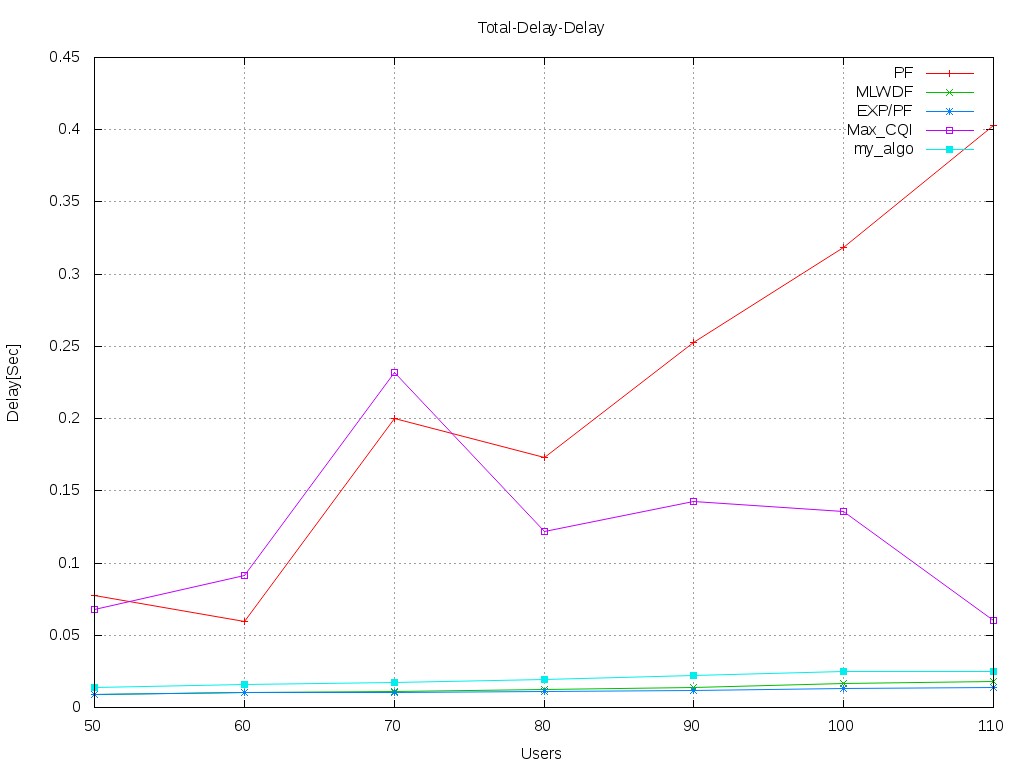 Total-Delay-Delay
0.45
0.4
0.35
0.3
0.25
0.2
0.15
0.1
0.05
0
Delay[Sec]
PF
MLWDF
EXP/PF
Max_CQI
my_algo
50 60 70 80 90 100 110
Users